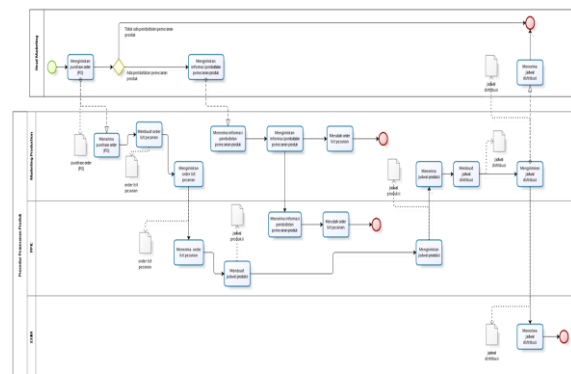 Head Marketing
Tidak ada pembatalan pemesanan
produk
Mengirimkan
purchase order
(PO)
Ada pembatalan pemesanan
produk
Mengirimkan
informasi pembatalan
pemesanan produk
jadwal
distribusi
Menerima
jadwal
distribusi
Prosedur Pemesanan Produk
Marketing Production
purchase order
(PO)
Menerima
purchase order
(PO)
Membuat order
list pesanan
order list
pesanan
Mengirimkan
order list
pesanan
Menerima informasi
pembatalan
pemesanan produk
Mengirimkan
informasi pembatalan
pemesanan produk
Merubah order
list pesanan
jadwal
produksi
Menerima
jadwal produksi
Membuat
jadwal
distribusi
jadwal
distribusi
Mengirimkan
jadwal
distribusi
PPIC
order list
pesanan
Menerima order
list pesanan
jadwal
produksi
Membuat
jadwal produksi
Menerima informasi
pembatalan
pemesanan produk
Merubah order
list pesanan
Mengirimkan
jadwal produksi
jadwal
distribusi
Menerima
jadwal
distribusi